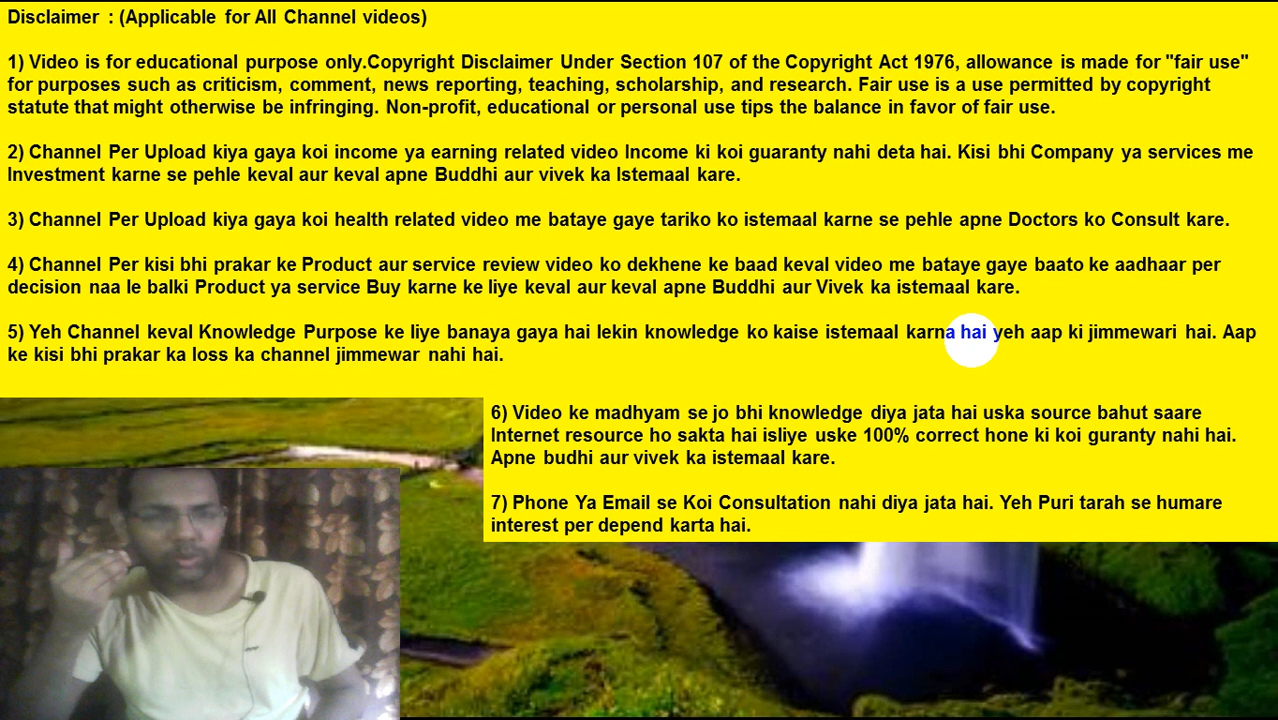 Disclaimer : (Applicable for All Channel videos)
1) Video is for educational purpose only.Copyright Disclaimer Under Section 107 of the Copyright Act 1976, allowance is made for "fair use"
for purposes such as criticism, comment, news reporting, teaching, scholarship, and research. Fair use is a use permitted by copyright
statute that might otherwise be infringing. Non-profit, educational or personal use tips the balance in favor of fair use.
2) Channel Per Upload kiya gaya koi income ya earning related video Income ki koi guaranty nahi deta hai. Kisi bhi Company ya services me
Investment karne se pehle keval aur keval apne Buddhi aur vivek ka Istemaal kare.
3) Channel Per Upload kiya gaya koi health related video me bataye gaye tariko ko istemaal karne se pehle apne Doctors ko Consult kare.
4) Channel Per kisi bhi prakar ke Product aur service review video ko dekhene ke baad keval video me bataye gaye baato ke aadhaar per
decision naa le balki Product ya service Buy karne ke liye keval aur keval apne Buddhi aur Vivek ka istemaal kare.
5) Yeh Channel keval Knowledge Purpose ke liye banaya gaya hai lekin knowledge ko kaise istemaal karna hai yeh aap ki jimmewari hai. Aap
ke kisi bhi prakar ka loss ka channel jimmewar nahi hai.
6) Video ke madhyam se jo bhi knowledge diya jata hai uska source bahut saare
Internet resource ho sakta hai isliye uske 100% correct hone ki koi guranty nahi hai.
Apne budhi aur vivek ka istemaal kare.
7) Phone Ya Email se Koi Consultation nahi diya jata hai. Yeh Puri tarah se humare
interest per depend karta hai.